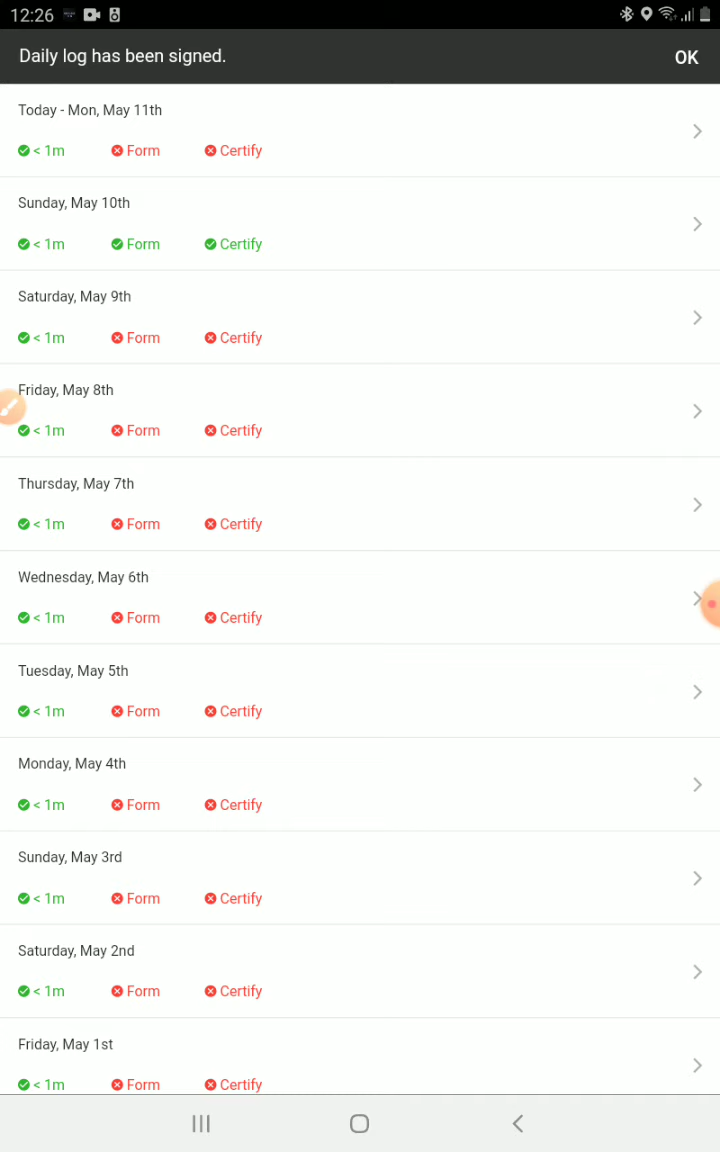 12:26
Daily log has been signed.
OK
Today - Mon, May 11th
< 1m Form Certify
Sunday, May 10th
< 1m Form Certify
Saturday, May 9th
< 1m Form Certify
Friday, May 8th
< 1m Form Certify
Thursday, May 7th
< 1m Form Certify
Wednesday, May 6th
< 1m Form Certify
Tuesday, May 5th
< 1m Form Certify
Monday, May 4th
< 1m Form Certify
Sunday, May 3rd
< 1m Form Certify
Saturday, May 2nd
< 1m Form Certify
Friday, May 1st
< 1m Form Certify